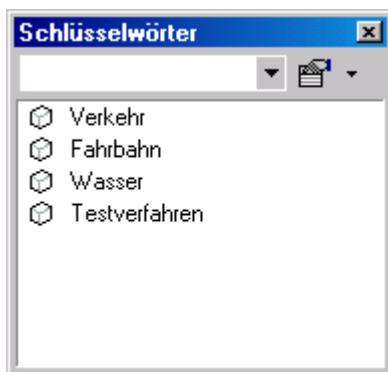 Schlüsselwörter
Verkehr
Fahrbahn
Wasser
Testverfahren